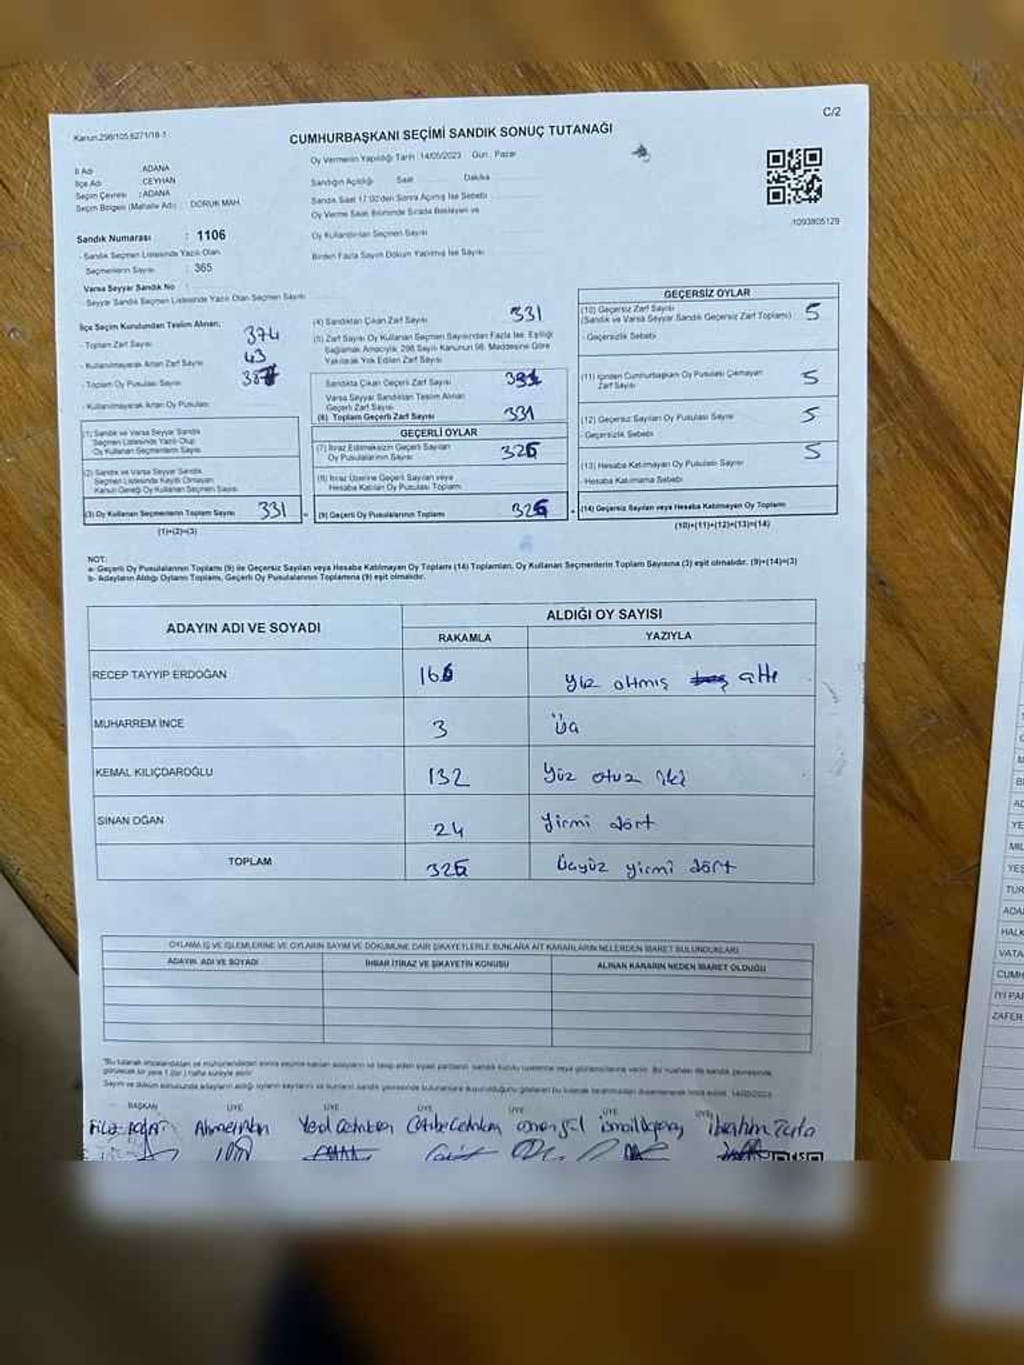 C/2
Kanun:298/105,6271/18-1
CUMHURBAŞKANI SEÇİMİ SANDIK SONUÇ TUTANAĞI
Oy Vermenin Yapıldığı Tarih :14/05/2023 Gün : Pazar
İl Adı : ADANA
İlçe Adı : CEYHAN
Seçim Çevresi : ADANA
Seçim Bölgesi (Mahalle Adı) : DORUK MAH.
Sandığın Açıldığı Saat Dakika
Sandık Saat 17:00'den Sonra Açılmış İse Sebebi
Oy Verme Saati Bitiminde Sırada Bekleyen ve
Oy Kullandırılan Seçmen Sayısı
Birden Fazla Sayım Döküm Yapılmış İse Sayısı
1093805129
Sandık Numarası : 1106
- Sandık Seçmen Listesinde Yazılı Olan
Seçmenlerin Sayısı : 365
Varsa Seyyar Sandık No :
- Seyyar Sandık Seçmen Listesinde Yazılı Olan Seçmen Sayısı
İlçe Seçim Kurulundan Teslim Alınan;
- Toplam Zarf Sayısı 374
- Kullanılmayarak Artan Zarf Sayısı 43
- Toplam Oy Pusulası Sayısı
- Kullanılmayarak Artan Oy Pusulası
(1) Sandık ve Varsa Seyyar Sandık
Seçmen Listesinde Yazılı Olup
Oy Kullanan Seçmenlerin Sayısı
(2) Sandık ve Varsa Seyyar Sandık
Seçmen Listesinde Kayıtlı Olmayan
Kanun Gereği Oy Kullanan Seçmen Sayısı
(3) Oy Kullanan Seçmenlerin Toplam Sayısı 331
(1)+(2)=(3)
(4) Sandıktan Çıkan Zarf Sayısı 331
(5) Zarf Sayısı Oy Kullanan Seçmen Sayısından Fazla İse, Eşitliği
Sağlamak Amacıyla, 298 Sayılı Kanunun 98. Maddesine Göre
Yakılarak Yok Edilen Zarf Sayısı
Sandıkta Çıkan Geçerli Zarf Sayısı 331
Varsa Seyyar Sandıktan Teslim Alınan
Geçerli Zarf Sayısı
(6) Toplam Geçerli Zarf Sayısı 331
GEÇERLİ OYLAR
(7) İtiraz Edilmeksizin Geçerli Sayılan
Oy Pusulalarının Sayısı 326
(8) İtiraz Üzerine Geçerli Sayılan veya
Hesaba Katılan Oy Pusulaları Toplamı
(9) Geçerli Oy Pusulalarının Toplamı 326
GEÇERSİZ OYLAR
(10) Geçersiz Zarf Sayısı
(Sandık ve Varsa Seyyar Sandık Geçersiz Zarf Toplamı) : 5
- Geçersizlik Sebebi
(11) İçinden Cumhurbaşkanı Oy Pusulası Çıkmayan
Zarf Sayısı 5
(12) Geçersiz Sayılan Oy Pusulası Sayısı 5
- Geçersizlik Sebebi
(13) Hesaba Katılmayan Oy Pusulası Sayısı 5
- Hesaba Katılmama Sebebi
(14) Geçersiz Sayılan veya Hesaba Katılmayan Oy Toplamı
(10)+(11)+(12)+(13)=(14)
NOT:
a- Geçerli Oy Pusulalarının Toplamı (9) ile Geçersiz Sayılan veya Hesaba Katılmayan Oy Toplamı (14) Toplamları, Oy Kullanan Seçmenlerin Toplam Sayısına (3) eşit olmalıdır. (9)+(14)=(3)
b- Adayların Aldığı Oyların Toplamı, Geçerli Oy Pusulalarının Toplamına (9) eşit olmalıdır.
ADAYIN ADI VE SOYADI
ALDIĞI OY SAYISI
RAKAMLA YAZIYLA
RECEP TAYYİP ERDOĞAN 166 yüz altmış altı
MUHARREM İNCE 3 üç
KEMAL KILIÇDAROĞLU 132 yüz otuz iki
SİNAN OĞAN 24 yirmi dört
TOPLAM 326 üçyüz yirmi dört
OYLAMA İŞ VE İŞLEMLERİNE VE OYLARIN SAYIM VE DÖKÜMÜNE DAİR ŞİKAYETLERLE BUNLARA AİT KARARLARIN NELERDEN İBARET BULUNDUKLARI
ADAYIN ADI VE SOYADI İHBAR İTİRAZ VE ŞİKAYETİN KONUSU ALINAN KARARIN NEDEN İBARET OLDUĞU
BAŞKAN ÜYE ÜYE ÜYE ÜYE ÜYE ÜYE
İbrahim
BI
AD
YE
YEŞ
TÜR
ADA
HALK
VATA
CUMH
İYİ PAR
ZAFER